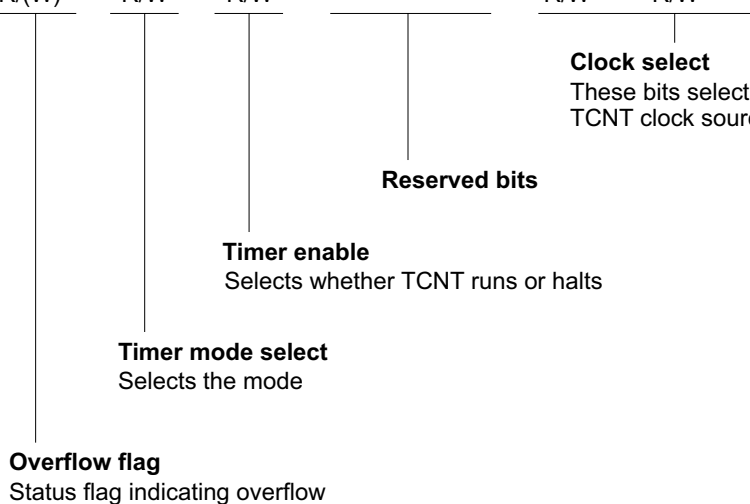 Clock select
These bits select
TCNT clock
Reserved bits
Timer enable
Selects whether TCNT runs or halts
Timer mode select
Selects the mode
Overflow flag
Status flag indicating overflow